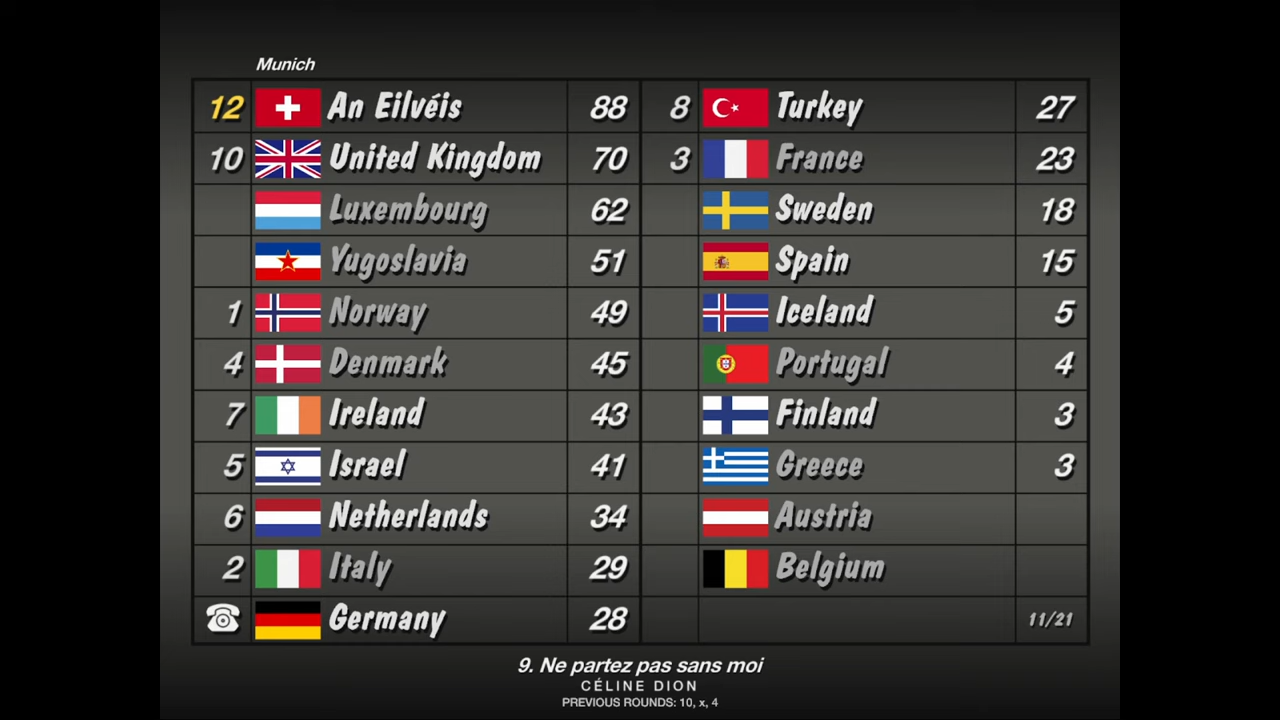 Munich
12 An Eilvéis 88 8 Turkey 27
10 United Kingdom 70 3 France 23
Luxembourg 62 Sweden 18
Yugoslavia 51 Spain 15
1 Norway 49 Iceland 5
4 Denmark 45 Portugal 4
7 Ireland 43 Finland 3
5 Israel 41 Greece 3
6 Netherlands 34 Austria
2 Italy 29 Belgium
Germany 28 11/21
9. Ne partez pas sans moi
CÉLINE DION
PREVIOUS ROUNDS: 10, x, 4